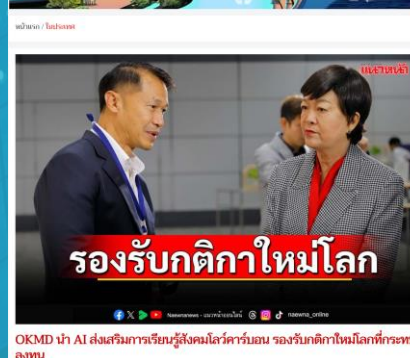 หน้าแรก / ในประเทศ
แนวหน้า
รองรับกติกาใหม่โลก
Naewnanews - แนวหน้าออนไลน์ naewna_online
OKMD นำ AI ส่งเสริมการเรียนรู้สังคมโลว์คาร์บอน รองรับกติกาใหม่โลกที่กระทบ
ลงทุน